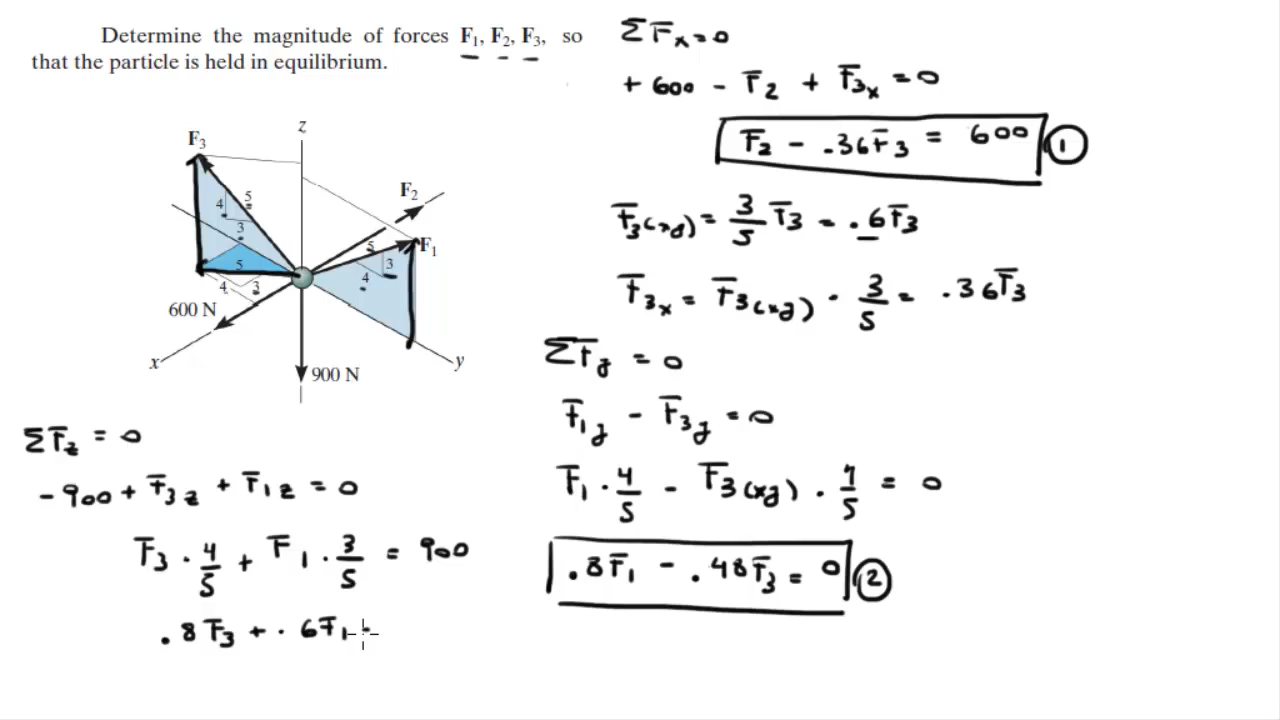 Determine the magnitude of forces F₁, F₂, F₃, so
that the particle is held in equilibrium.
z
F₃
F₂
F₁
5
4
3
5
3
4
5
4
3
600 N
x
y
900 N
ΣFx = 0
+ 600 - F₂ + F₃x = 0
F₂ - .36F₃ = 600 ①
F₃(xy) = 3/5 F₃ = .6F₃
F₃x = F₃(xy) · 3/5 = .36F₃
ΣFy = 0
F₁y - F₃y = 0
F₁ · 4/5 - F₃(xy) · 4/5 = 0
.8F₁ - .48F₃ = 0 ②
ΣFz = 0
- 900 + F₃z + F₁z = 0
F₃ · 4/5 + F₁ · 3/5 = 900
.8F₃ + .6F₁